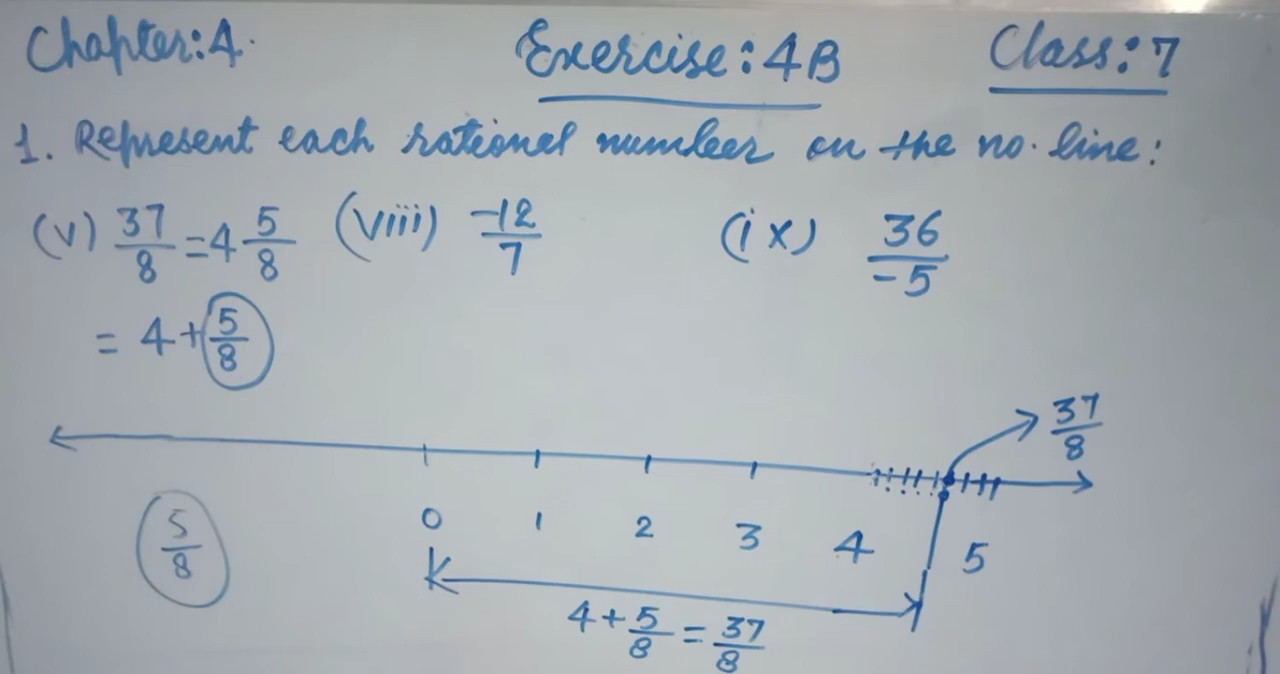 Chapter:4. Exercise:4B Class:7
1. Represent each rational number on the no. line:
(v) 37/8 = 4 5/8 (viii) -12/7 (ix) 36/-5
= 4 + 5/8
37/8
0 1 2 3 4 5
5/8
4 + 5/8 = 37/8